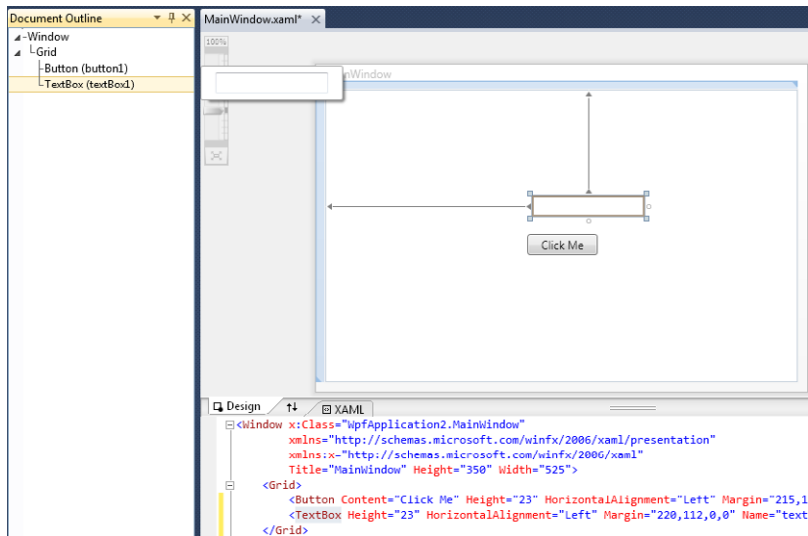 Document Outline
Window
Grid
Button (button1)
TextBox (textBox1)
MainWindow.xaml*
100%
nWindow
Click Me
Design
XAML
<Window x:Class="WpfApplication2.MainWindow"
xmlns="http://schemas.microsoft.com/winfx/2006/xaml/presentation"
xmlns:x="http://schemas.microsoft.com/winfx/2006/xaml"
Title="MainWindow" Height="350" Width="525">
<Grid>
<Button Content="Click Me" Height="23" HorizontalAlignment="Left" Margin="215,1
<TextBox Height="23" HorizontalAlignment="Left" Margin="220,112,0,0" Name="text
</Grid>